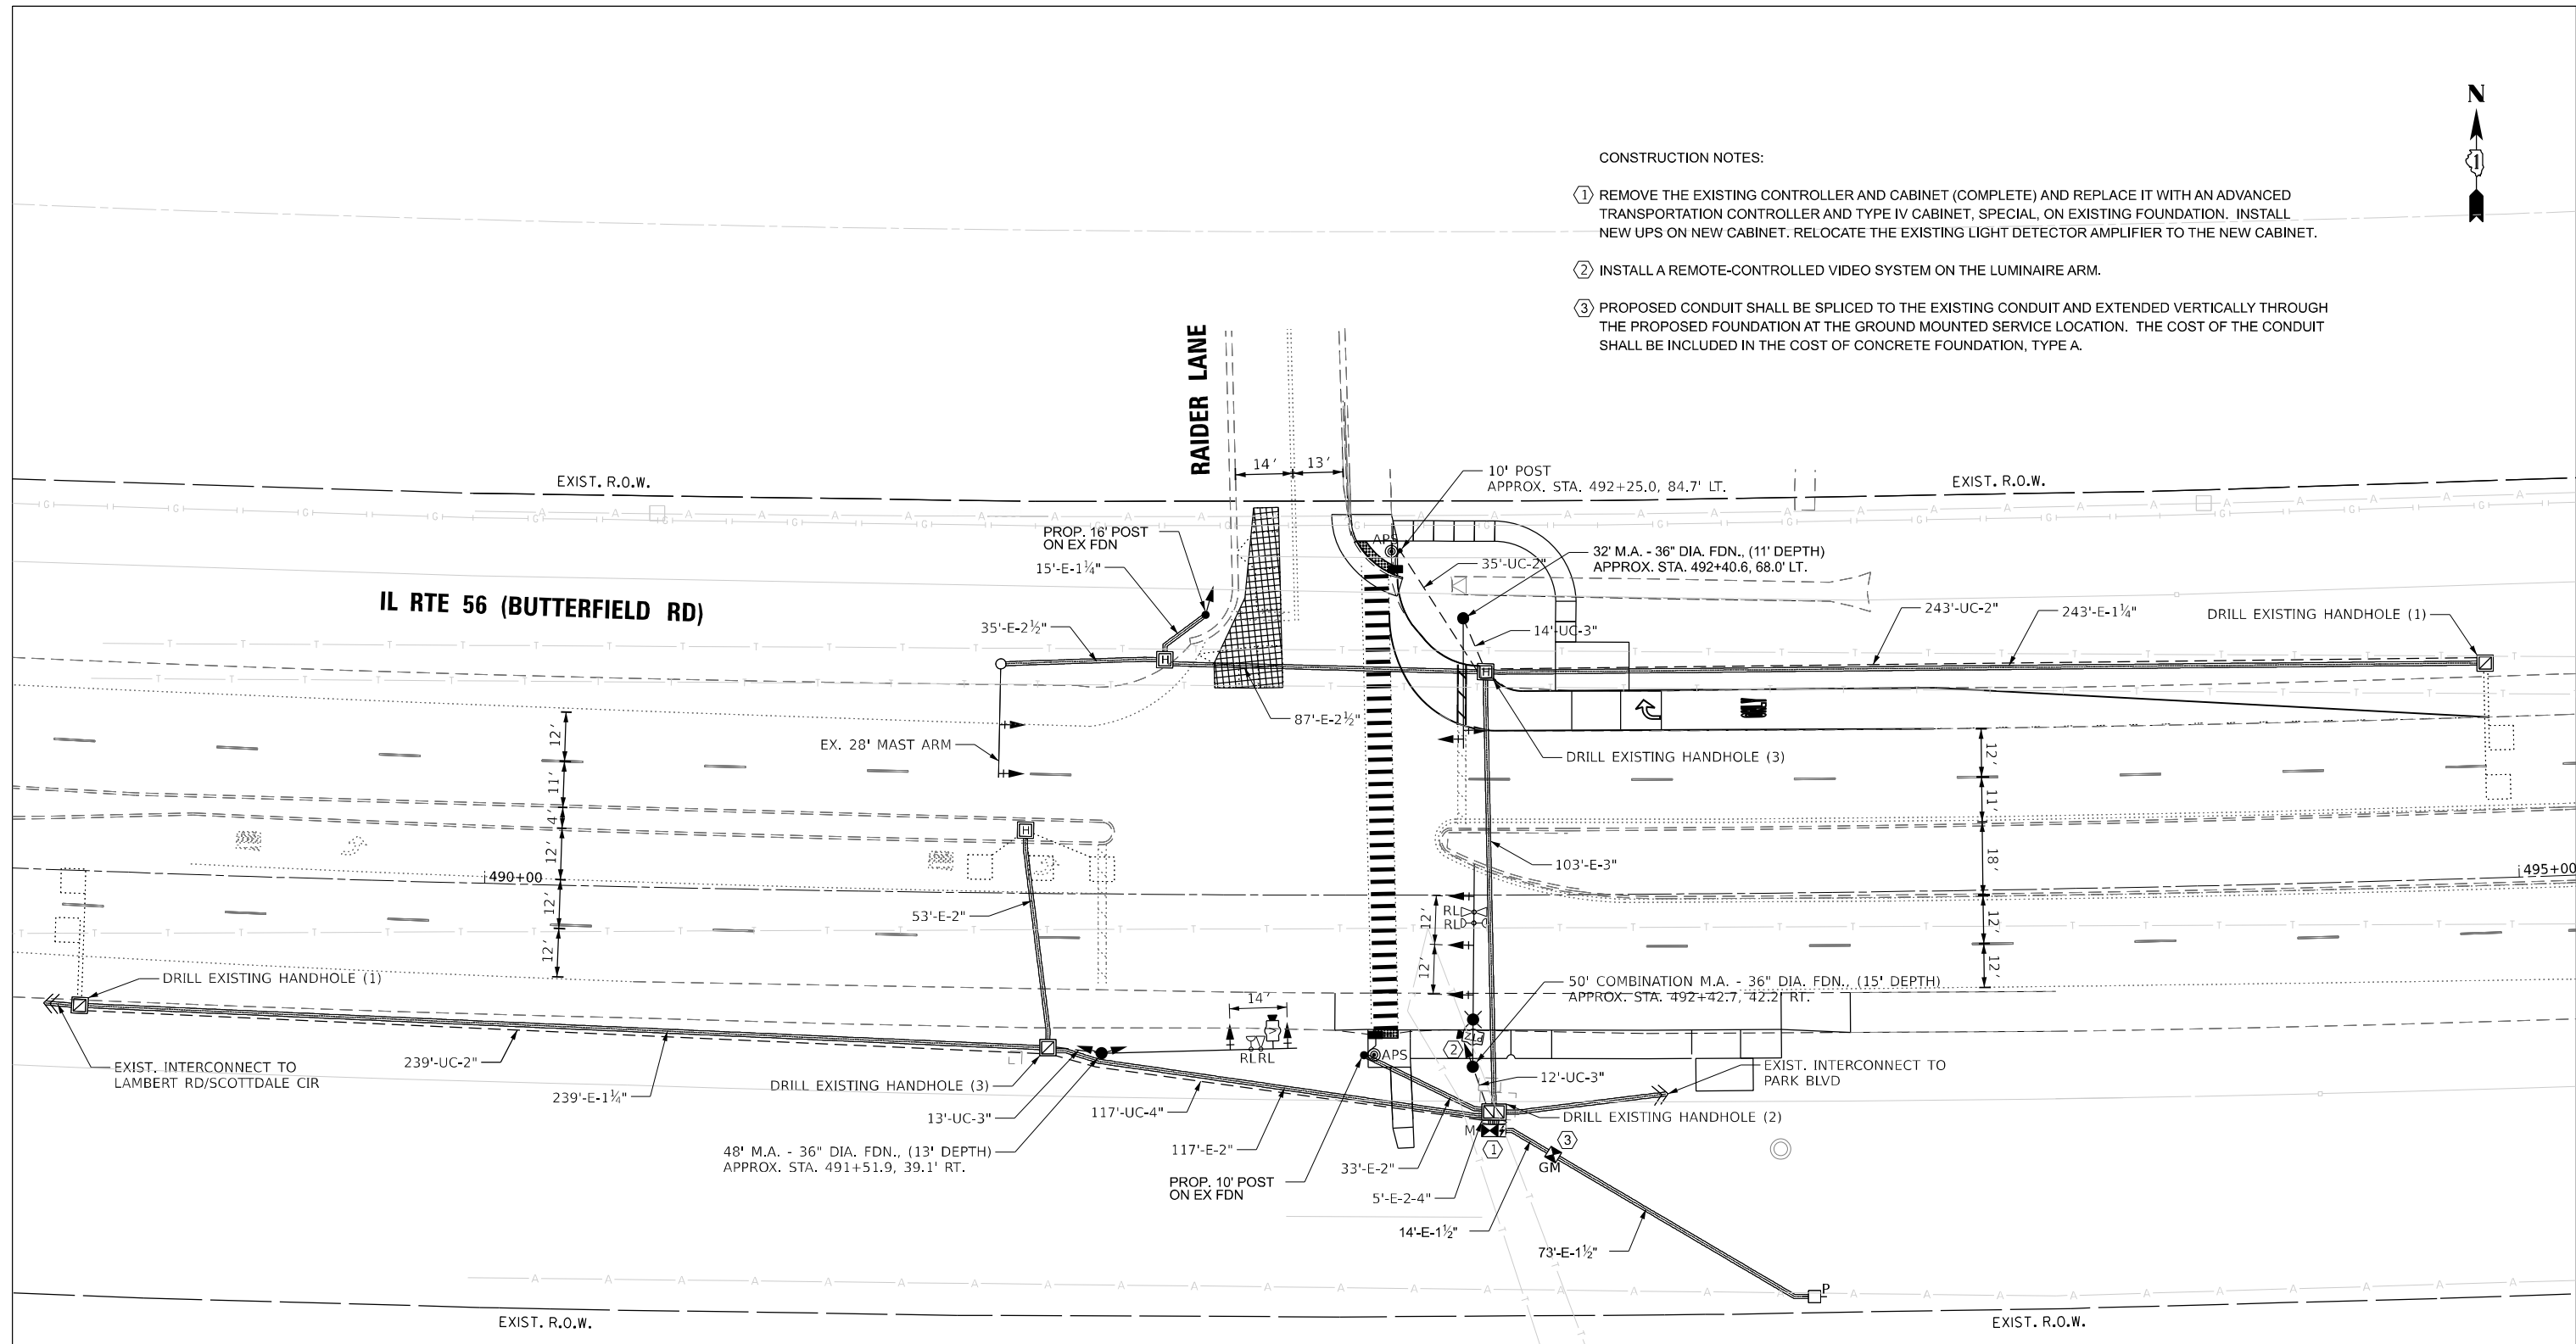 N
1
CONSTRUCTION NOTES:
1 REMOVE THE EXISTING CONTROLLER AND CABINET (COMPLETE) AND REPLACE IT WITH AN ADVANCED
TRANSPORTATION CONTROLLER AND TYPE IV CABINET, SPECIAL, ON EXISTING FOUNDATION. INSTALL
NEW UPS ON NEW CABINET. RELOCATE THE EXISTING LIGHT DETECTOR AMPLIFIER TO THE NEW CABINET.
2 INSTALL A REMOTE-CONTROLLED VIDEO SYSTEM ON THE LUMINAIRE ARM.
3 PROPOSED CONDUIT SHALL BE SPLICED TO THE EXISTING CONDUIT AND EXTENDED VERTICALLY THROUGH
THE PROPOSED FOUNDATION AT THE GROUND MOUNTED SERVICE LOCATION. THE COST OF THE CONDUIT
SHALL BE INCLUDED IN THE COST OF CONCRETE FOUNDATION, TYPE A.
RAIDER LANE
14'
13'
10' POST
APPROX. STA. 492+25.0, 84.7' LT.
EXIST. R.O.W.
EXIST. R.O.W.
PROP. 16' POST
ON EX FDN
15'-E-1¼"
APS
32' M.A. - 36" DIA. FDN., (11' DEPTH)
APPROX. STA. 492+40.6, 68.0' LT.
35'-UC-2"
IL RTE 56 (BUTTERFIELD RD)
35'-E-2½"
H
14'-UC-3"
H
243'-UC-2"
243'-E-1¼"
DRILL EXISTING HANDHOLE (1)
87'-E-2½"
EX. 28' MAST ARM
DRILL EXISTING HANDHOLE (3)
12'
11'
4'
12'
12'
12'
12'
11'
18'
12'
12'
H
103'-E-3"
490+00
495+00
53'-E-2"
RL
RL
12'
12'
DRILL EXISTING HANDHOLE (1)
50' COMBINATION M.A. - 36" DIA. FDN., (15' DEPTH)
APPROX. STA. 492+42.7, 42.2' RT.
14'
RLRL
PTZ
2
APS
EXIST. INTERCONNECT TO
LAMBERT RD/SCOTTDALE CIR
239'-UC-2"
239'-E-1¼"
DRILL EXISTING HANDHOLE (3)
13'-UC-3"
117'-UC-4"
117'-E-2"
12'-UC-3"
EXIST. INTERCONNECT TO
PARK BLVD
DRILL EXISTING HANDHOLE (2)
M
1
3
GM
48' M.A. - 36" DIA. FDN., (13' DEPTH)
APPROX. STA. 491+51.9, 39.1' RT.
33'-E-2"
PROP. 10' POST
ON EX FDN
5'-E-2-4"
14'-E-1½"
73'-E-1½"
P
EXIST. R.O.W.
EXIST. R.O.W.